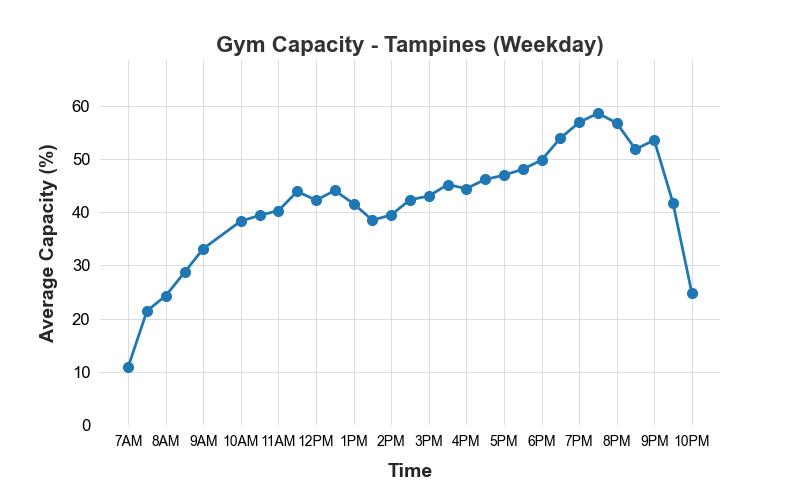 Gym Capacity - Tampines (Weekday)
Average Capacity (%)
60
50
40
30
20
10
0
7AM 8AM 9AM 10AM 11AM 12PM 1PM 2PM 3PM 4PM 5PM 6PM 7PM 8PM 9PM 10PM
Time